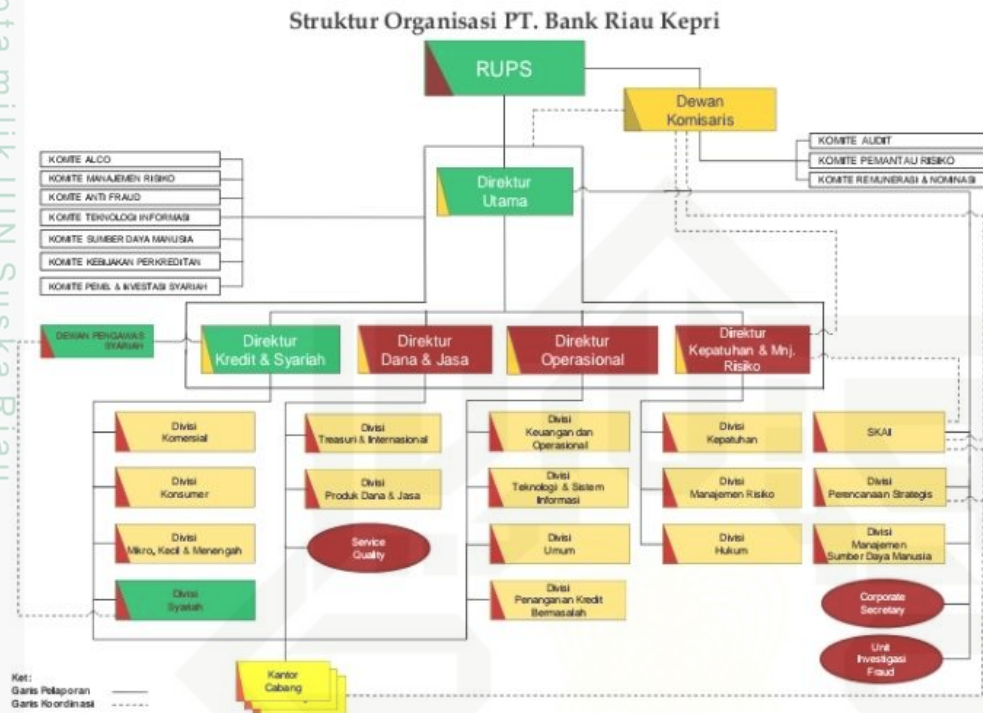 Struktur Organisasi PT. Bank Riau Kepri
RUPS
Dewan
Komisaris
KOMITE AUDIT
KOMITE PEMANTAU RISIKO
KOMITE REMUNERASI & NOMINASI
KOMITE ALCO
KOMITE MANAJEMEN RISIKO
KOMITE ANTI FRAUD
KOMITE TEKNOLOGI INFORMASI
KOMITE SUMBER DAYA MANUSIA
KOMITE KEBIJAKAN PERKREDITAN
KOMITE PEMB. & INVESTASI SYARIAH
Direktur
Utama
DEWAN PENGAWAS
SYARIAH
Direktur
Kredit & Syariah
Direktur
Dana & Jasa
Direktur
Operasional
Direktur
Kepatuhan & Mnj.
Risiko
Divisi
Komersial
Divisi
Konsumer
Divisi
Mikro, Kecil & Menengah
Divisi
Syariah
Divisi
Treasuri & Internasional
Divisi
Produk Dana & Jasa
Service
Quality
Divisi
Keuangan dan
Operasional
Divisi
Teknologi & Sistem
Informasi
Divisi
Umum
Divisi
Penanganan Kredit
Bermasalah
Divisi
Kepatuhan
Divisi
Manajemen Risiko
Divisi
Hukum
SKAI
Divisi
Perencanaan Strategis
Divisi
Manajemen
Sumber Daya Manusia
Corporate
Secretary
Unit
Investigasi
Fraud
Kantor
Cabang
Ket:
Garis Pelaporan
Garis Koordinasi
pta milik UIN Suska Riau